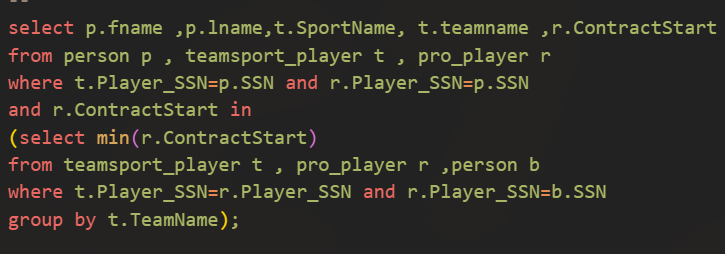 --
select p.fname ,p.lname,t.SportName, t.teamname ,r.ContractStart
from person p , teamsport_player t , pro_player r
where t.Player_SSN=p.SSN and r.Player_SSN=p.SSN
and r.ContractStart in
(select min(r.ContractStart)
from teamsport_player t , pro_player r ,person b
where t.Player_SSN=r.Player_SSN and r.Player_SSN=b.SSN
group by t.TeamName);